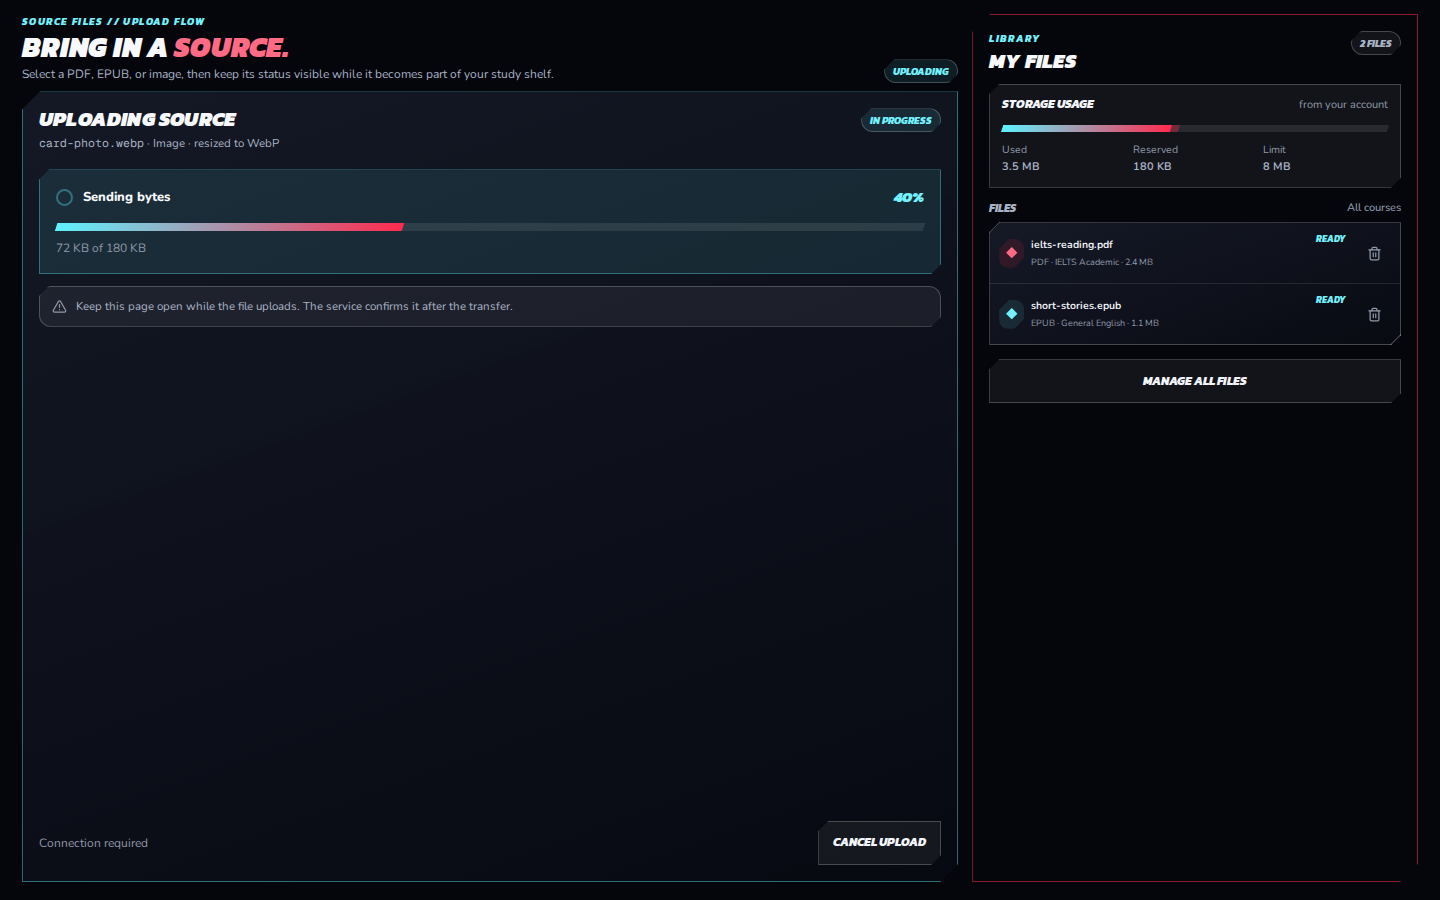 SOURCE FILES // UPLOAD FLOW
BRING IN A SOURCE.
Select a PDF, EPUB, or image, then keep its status visible while it becomes part of your study shelf.
UPLOADING
UPLOADING SOURCE
IN PROGRESS
card-photo.webp · Image · resized to WebP
Sending bytes
40%
72 KB of 180 KB
Keep this page open while the file uploads. The service confirms it after the transfer.
Connection required
CANCEL UPLOAD
LIBRARY
MY FILES
2 FILES
STORAGE USAGE
from your account
Used Reserved Limit
3.5 MB 180 KB 8 MB
FILES
All courses
ielts-reading.pdf
READY
PDF · IELTS Academic · 2.4 MB
short-stories.epub
READY
EPUB · General English · 1.1 MB
MANAGE ALL FILES